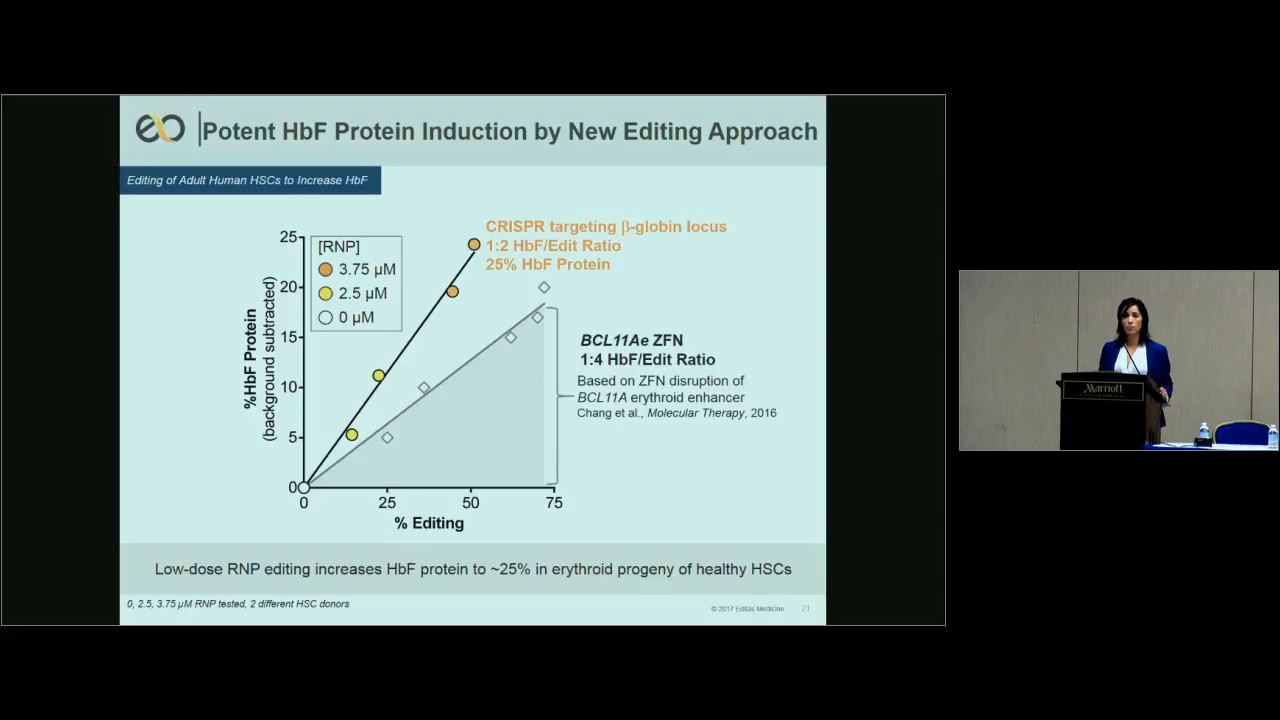 Potent HbF Protein Induction by New Editing Approach
Editing of Adult Human HSCs to Increase HbF
CRISPR targeting β-globin locus
1:2 HbF/Edit Ratio
25% HbF Protein
[RNP]
3.75 µM
2.5 µM
0 µM
25
20
15
10
5
0
%HbF Protein
(background subtracted)
0
25
50
75
% Editing
BCL11Ae ZFN
1:4 HbF/Edit Ratio
Based on ZFN disruption of
BCL11A erythroid enhancer
Chang et al., Molecular Therapy, 2016
Low-dose RNP editing increases HbF protein to ~25% in erythroid progeny of healthy HSCs
0, 2.5, 3.75 µM RNP tested, 2 different HSC donors
© 2017 Editas Medicine
21
Marriott